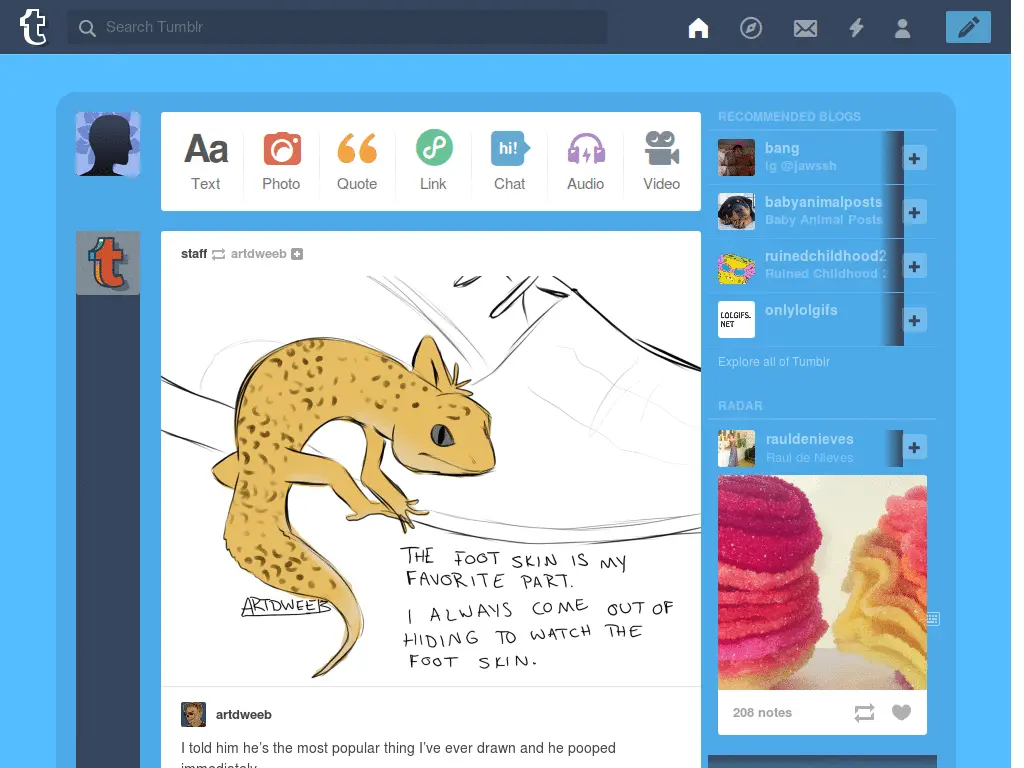 t
Search Tumblr
Aa
Text
Photo
Quote
Link
hi!
Chat
Audio
Video
RECOMMENDED BLOGS
bang
Ig @jawssh
babyanimalposts
Baby Animal Posts
ruinedchildhood2
Ruined Childhood 2
LOLGIFS.
NET
onlylolgifs
Explore all of Tumblr
RADAR
rauldenieves
Raul de Nieves
208 notes
t
staff artdweeb
THE FOOT SKIN IS MY
FAVORITE PART.
I ALWAYS COME OUT OF
HIDING TO WATCH THE
FOOT SKIN.
ARTDWEEB
artdweeb
I told him he’s the most popular thing I’ve ever drawn and he pooped
immediately